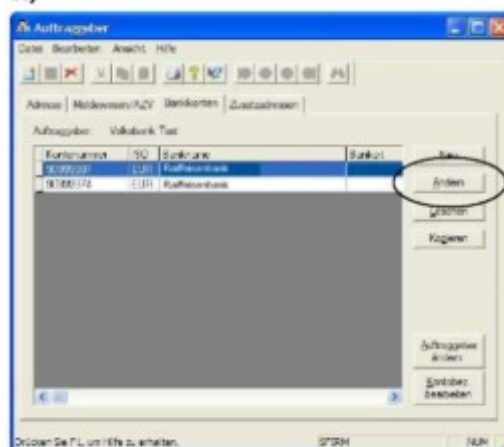 Auftraggeber
Datei Bearbeiten Ansicht Hilfe
Adresse Meldewesen/AZV Bankkonten Zusatzadressen
Auftraggeber: Volksbank Test
Kontonummer Bankname Bankort Neu
EUR Raiffeisenbank
EUR Raiffeisenbank Ändern
Löschen
Kopieren
Auftraggeber
ändern
Kontobez.
bearbeiten
Drücken Sie F1, um Hilfe zu erhalten. SFIRM NUM